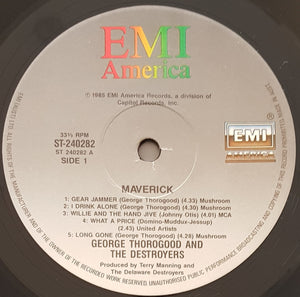 EMI
America
℗ 1985 EMI America Records, a division of
Capitol Records, Inc.
33⅓ RPM
ST-240282
ST 240282 A
SIDE 1
EMI
AMERICA
MAVERICK
1: GEAR JAMMER (George Thorogood) (4.33) Mushroom
2: I DRINK ALONE (George Thorogood) (4.30) Mushroom
3: WILLIE AND THE HAND JIVE (Johnny Otis) (4.01) MCA
4: WHAT A PRICE (Domino-Muddux-Jessup)
(2.43) United Artists
5: LONG GONE (George Thorogood) (4.28) Mushroom
GEORGE THOROGOOD AND
THE DESTROYERS
Produced by Terry Manning and
The Delaware Destroyers